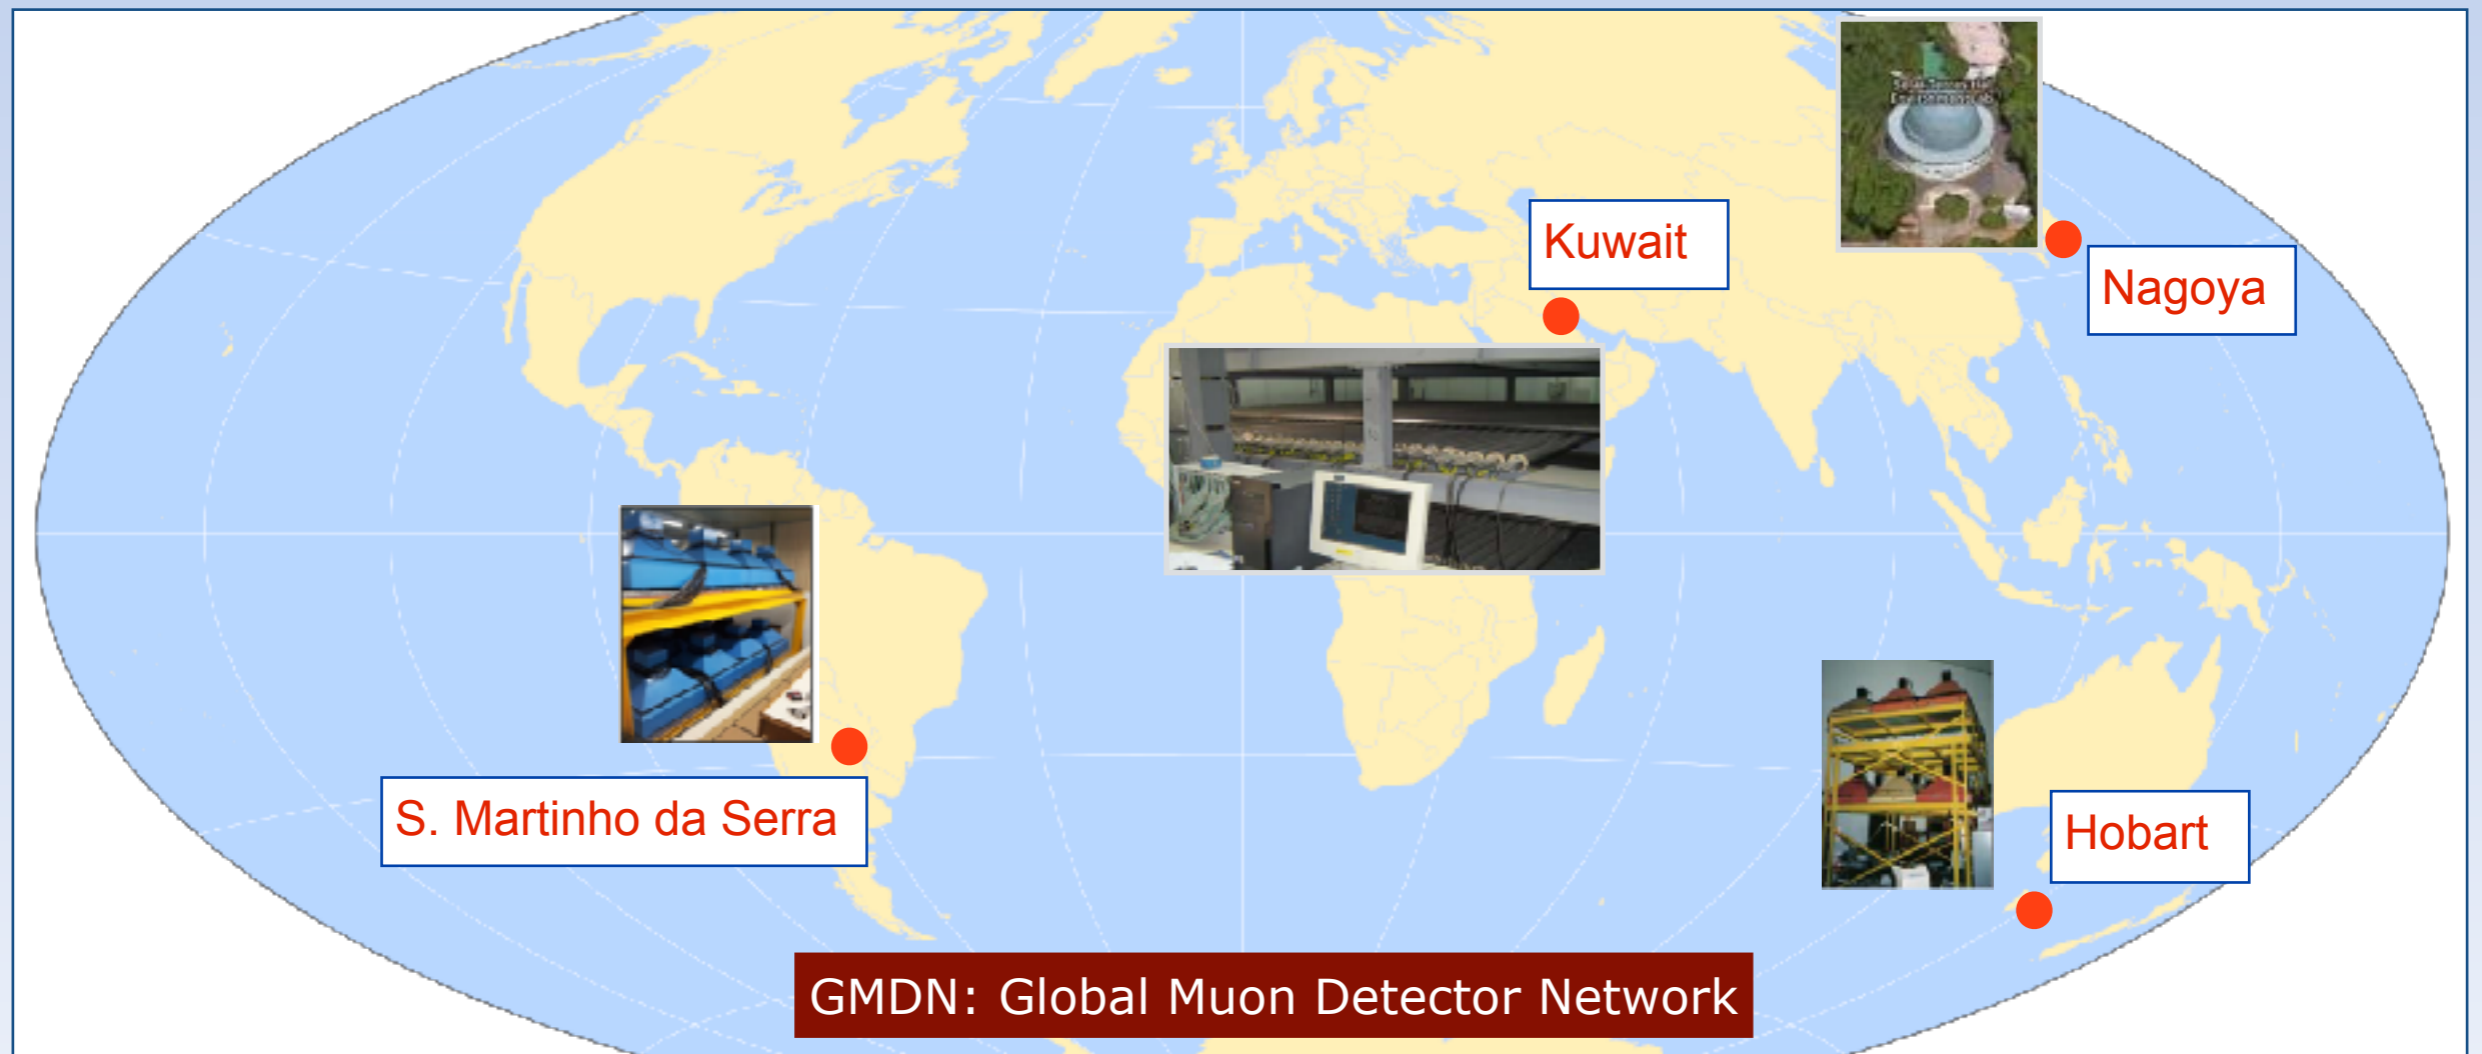 Kuwait
Nagoya
S. Martinho da Serra
Hobart
GMDN: Global Muon Detector Network